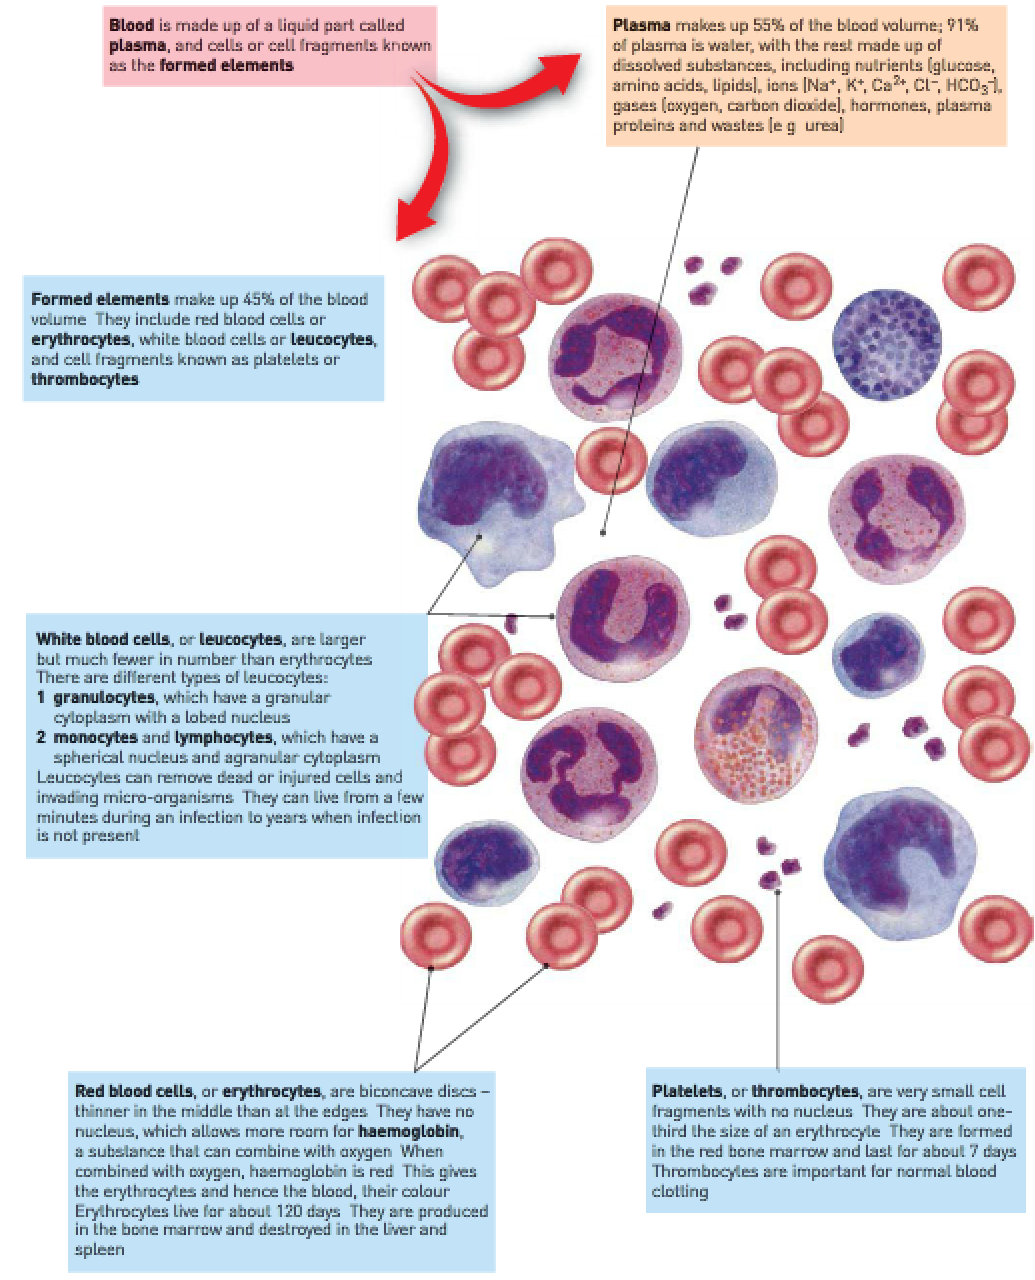 Blood is made up of a liquid part called
plasma, and cells or cell fragments known
as the formed elements
Plasma makes up 55% of the blood volume; 91%
of plasma is water, with the rest made up of
dissolved substances, including nutrients (glucose,
amino acids, lipids), ions (Na⁺, K⁺, Ca²⁺, Cl⁻, HCO₃⁻),
gases (oxygen, carbon dioxide), hormones, plasma
proteins and wastes (e g urea)
Formed elements make up 45% of the blood
volume They include red blood cells or
erythrocytes, white blood cells or leucocytes,
and cell fragments known as platelets or
thrombocytes
White blood cells, or leucocytes, are larger
but much fewer in number than erythrocytes
There are different types of leucocytes:
1 granulocytes, which have a granular
cytoplasm with a lobed nucleus
2 monocytes and lymphocytes, which have a
spherical nucleus and agranular cytoplasm
Leucocytes can remove dead or injured cells and
invading micro-organisms They can live from a few
minutes during an infection to years when infection
is not present
Red blood cells, or erythrocytes, are biconcave discs –
thinner in the middle than at the edges They have no
nucleus, which allows more room for haemoglobin,
a substance that can combine with oxygen When
combined with oxygen, haemoglobin is red This gives
the erythrocytes and hence the blood, their colour
Erythrocytes live for about 120 days They are produced
in the bone marrow and destroyed in the liver and
spleen
Platelets, or thrombocytes, are very small cell
fragments with no nucleus They are about one-
third the size of an erythrocyte They are formed
in the red bone marrow and last for about 7 days
Thrombocytes are important for normal blood
clotting